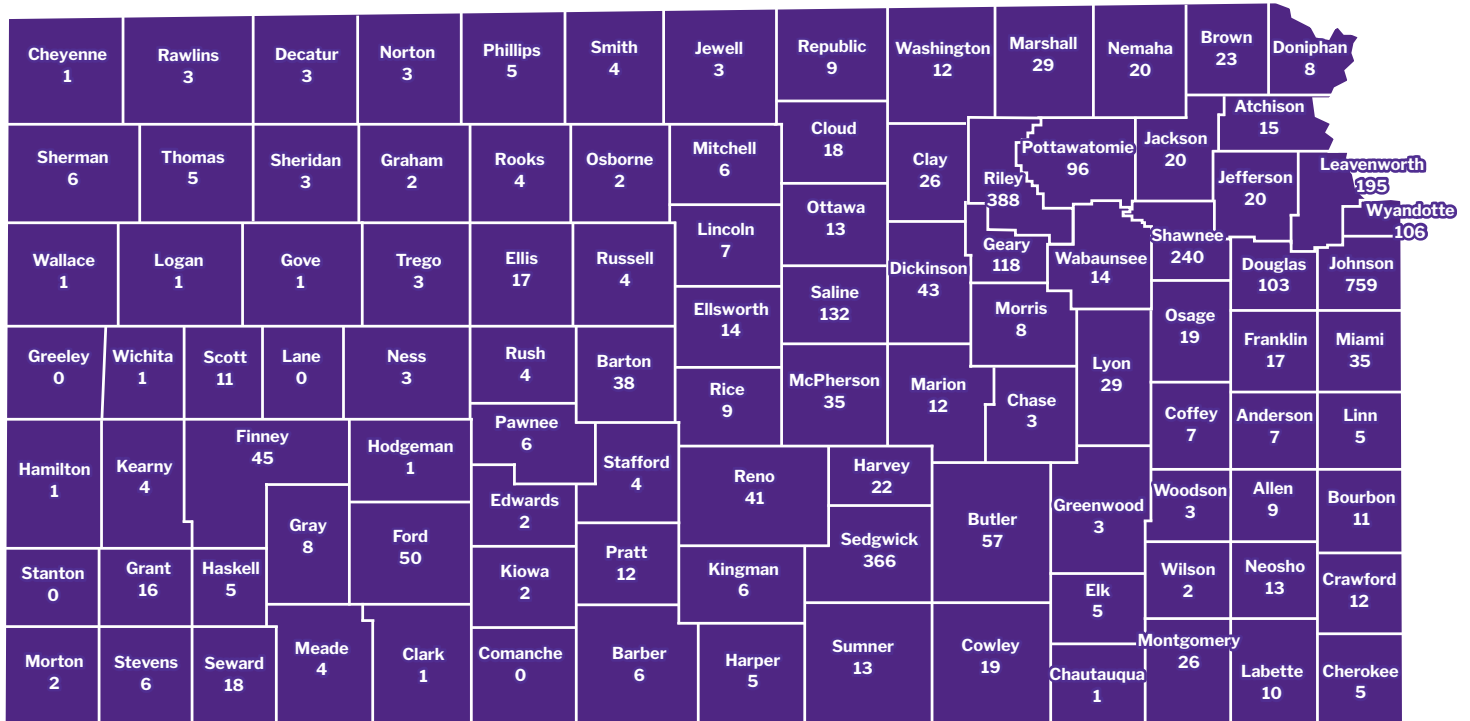 Cheyenne
1
Rawlins
3
Decatur
3
Norton
3
Phillips
5
Smith
4
Jewell
3
Republic
9
Washington
12
Marshall
29
Nemaha
20
Brown
23
Doniphan
8
Sherman
6
Thomas
5
Sheridan
3
Graham
2
Rooks
4
Osborne
2
Mitchell
6
Cloud
18
Clay
26
Riley
388
Pottawatomie
96
Jackson
20
Atchison
15
Jefferson
20
Leavenworth
195
Wyandotte
106
Wallace
1
Logan
1
Gove
1
Trego
3
Ellis
17
Russell
4
Lincoln
7
Ottawa
13
Dickinson
43
Geary
118
Wabaunsee
14
Shawnee
240
Douglas
103
Johnson
759
Ellsworth
14
Saline
132
Morris
8
Osage
19
Franklin
17
Miami
35
Greeley
0
Wichita
1
Scott
11
Lane
0
Ness
3
Rush
4
Barton
38
Rice
9
McPherson
35
Marion
12
Chase
3
Lyon
29
Coffey
7
Anderson
7
Linn
5
Hamilton
1
Kearny
4
Finney
45
Hodgeman
1
Pawnee
6
Stafford
4
Reno
41
Harvey
22
Butler
57
Greenwood
3
Woodson
3
Allen
9
Bourbon
11
Gray
8
Ford
50
Edwards
2
Sedgwick
366
Stanton
0
Grant
16
Haskell
5
Kiowa
2
Pratt
12
Kingman
6
Elk
5
Wilson
2
Neosho
13
Crawford
12
Morton
2
Stevens
6
Seward
18
Meade
4
Clark
1
Comanche
0
Barber
6
Harper
5
Sumner
13
Cowley
19
Chautauqua
1
Montgomery
26
Labette
10
Cherokee
5